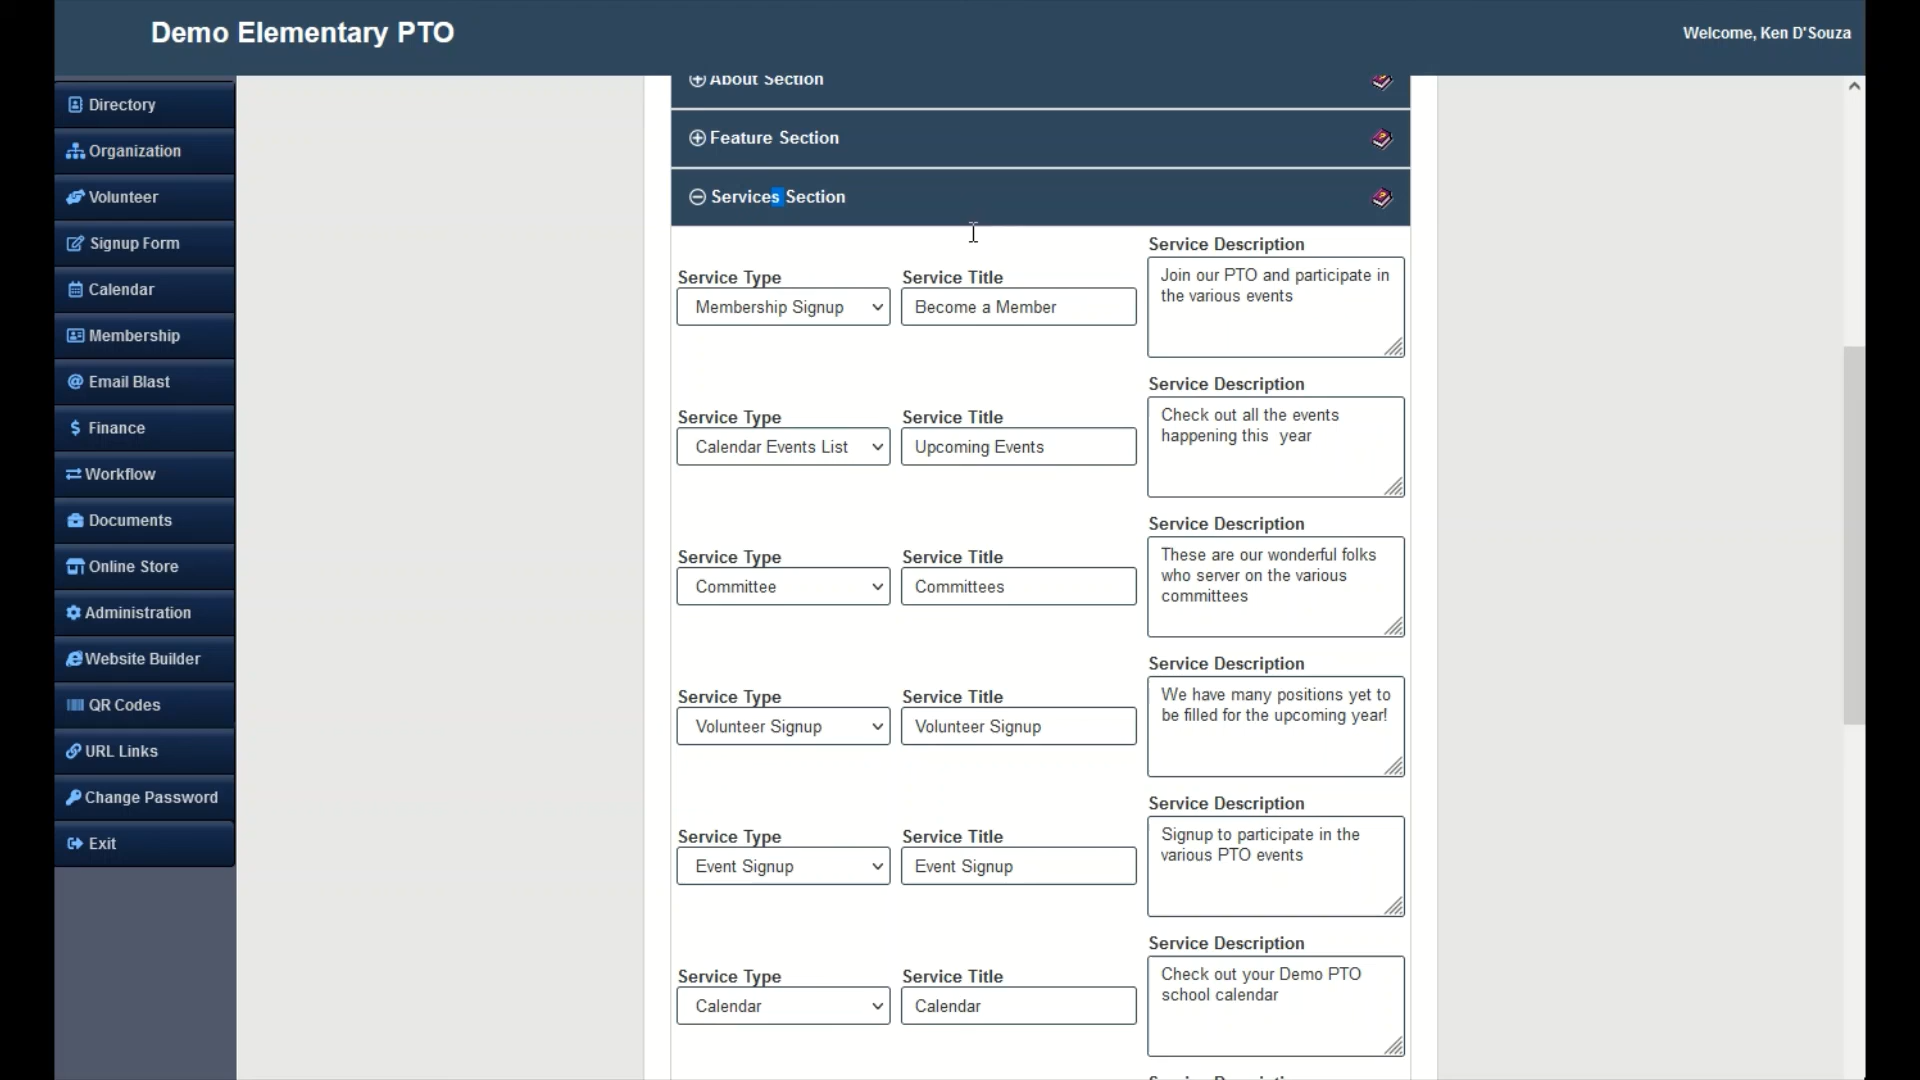 Demo Elementary PTO
Welcome, Ken D'Souza
Directory
Organization
Volunteer
Signup Form
Calendar
Membership
Email Blast
Finance
Workflow
Documents
Online Store
Administration
Website Builder
QR Codes
URL Links
Change Password
Exit
About Section
Feature Section
Services Section
Service Type
Membership Signup
Service Title
Become a Member
Service Description
Join our PTO and participate in
the various events
Service Type
Calendar Events List
Service Title
Upcoming Events
Service Description
Check out all the events
happening this  year
Service Type
Committee
Service Title
Committees
Service Description
These are our wonderful folks
who server on the various
committees
Service Type
Volunteer Signup
Service Title
Volunteer Signup
Service Description
We have many positions yet to
be filled for the upcoming year!
Service Type
Event Signup
Service Title
Event Signup
Service Description
Signup to participate in the
various PTO events
Service Type
Calendar
Service Title
Calendar
Service Description
Check out your Demo PTO
school calendar